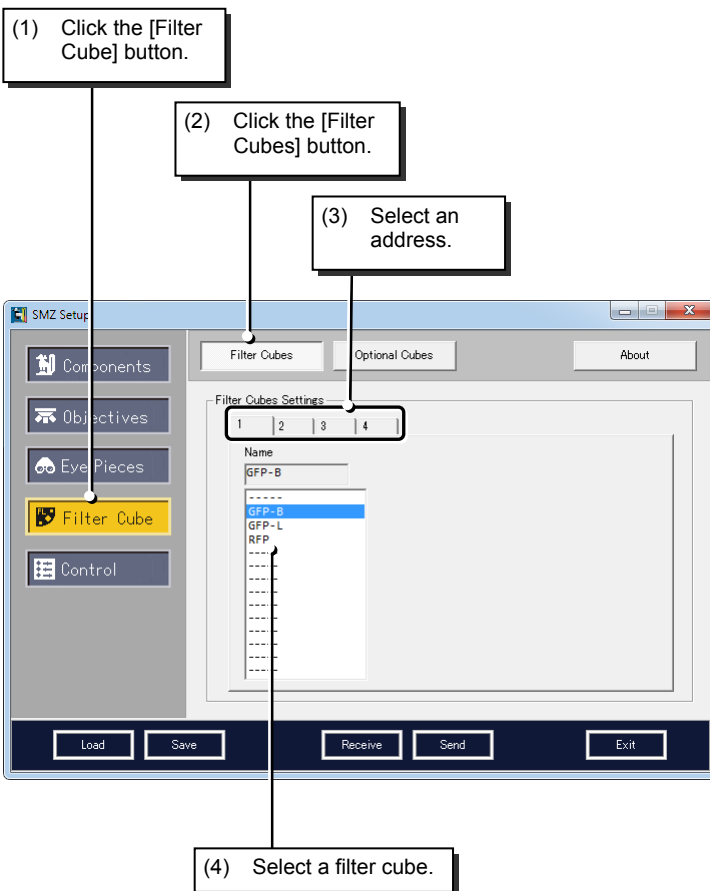 (1) Click the [Filter
Cube] button.
(2) Click the [Filter
Cubes] button.
(3) Select an
address.
SMZ Setup
Components
Objectives
Eye Pieces
Filter Cube
Control
Filter Cubes
Optional Cubes
About
Filter Cubes Settings
1 2 3 4
Name
GFP-B
-----
GFP-B
GFP-L
RFP
-----
-----
-----
-----
-----
-----
-----
-----
-----
-----
Load
Save
Receive
Send
Exit
(4) Select a filter cube.